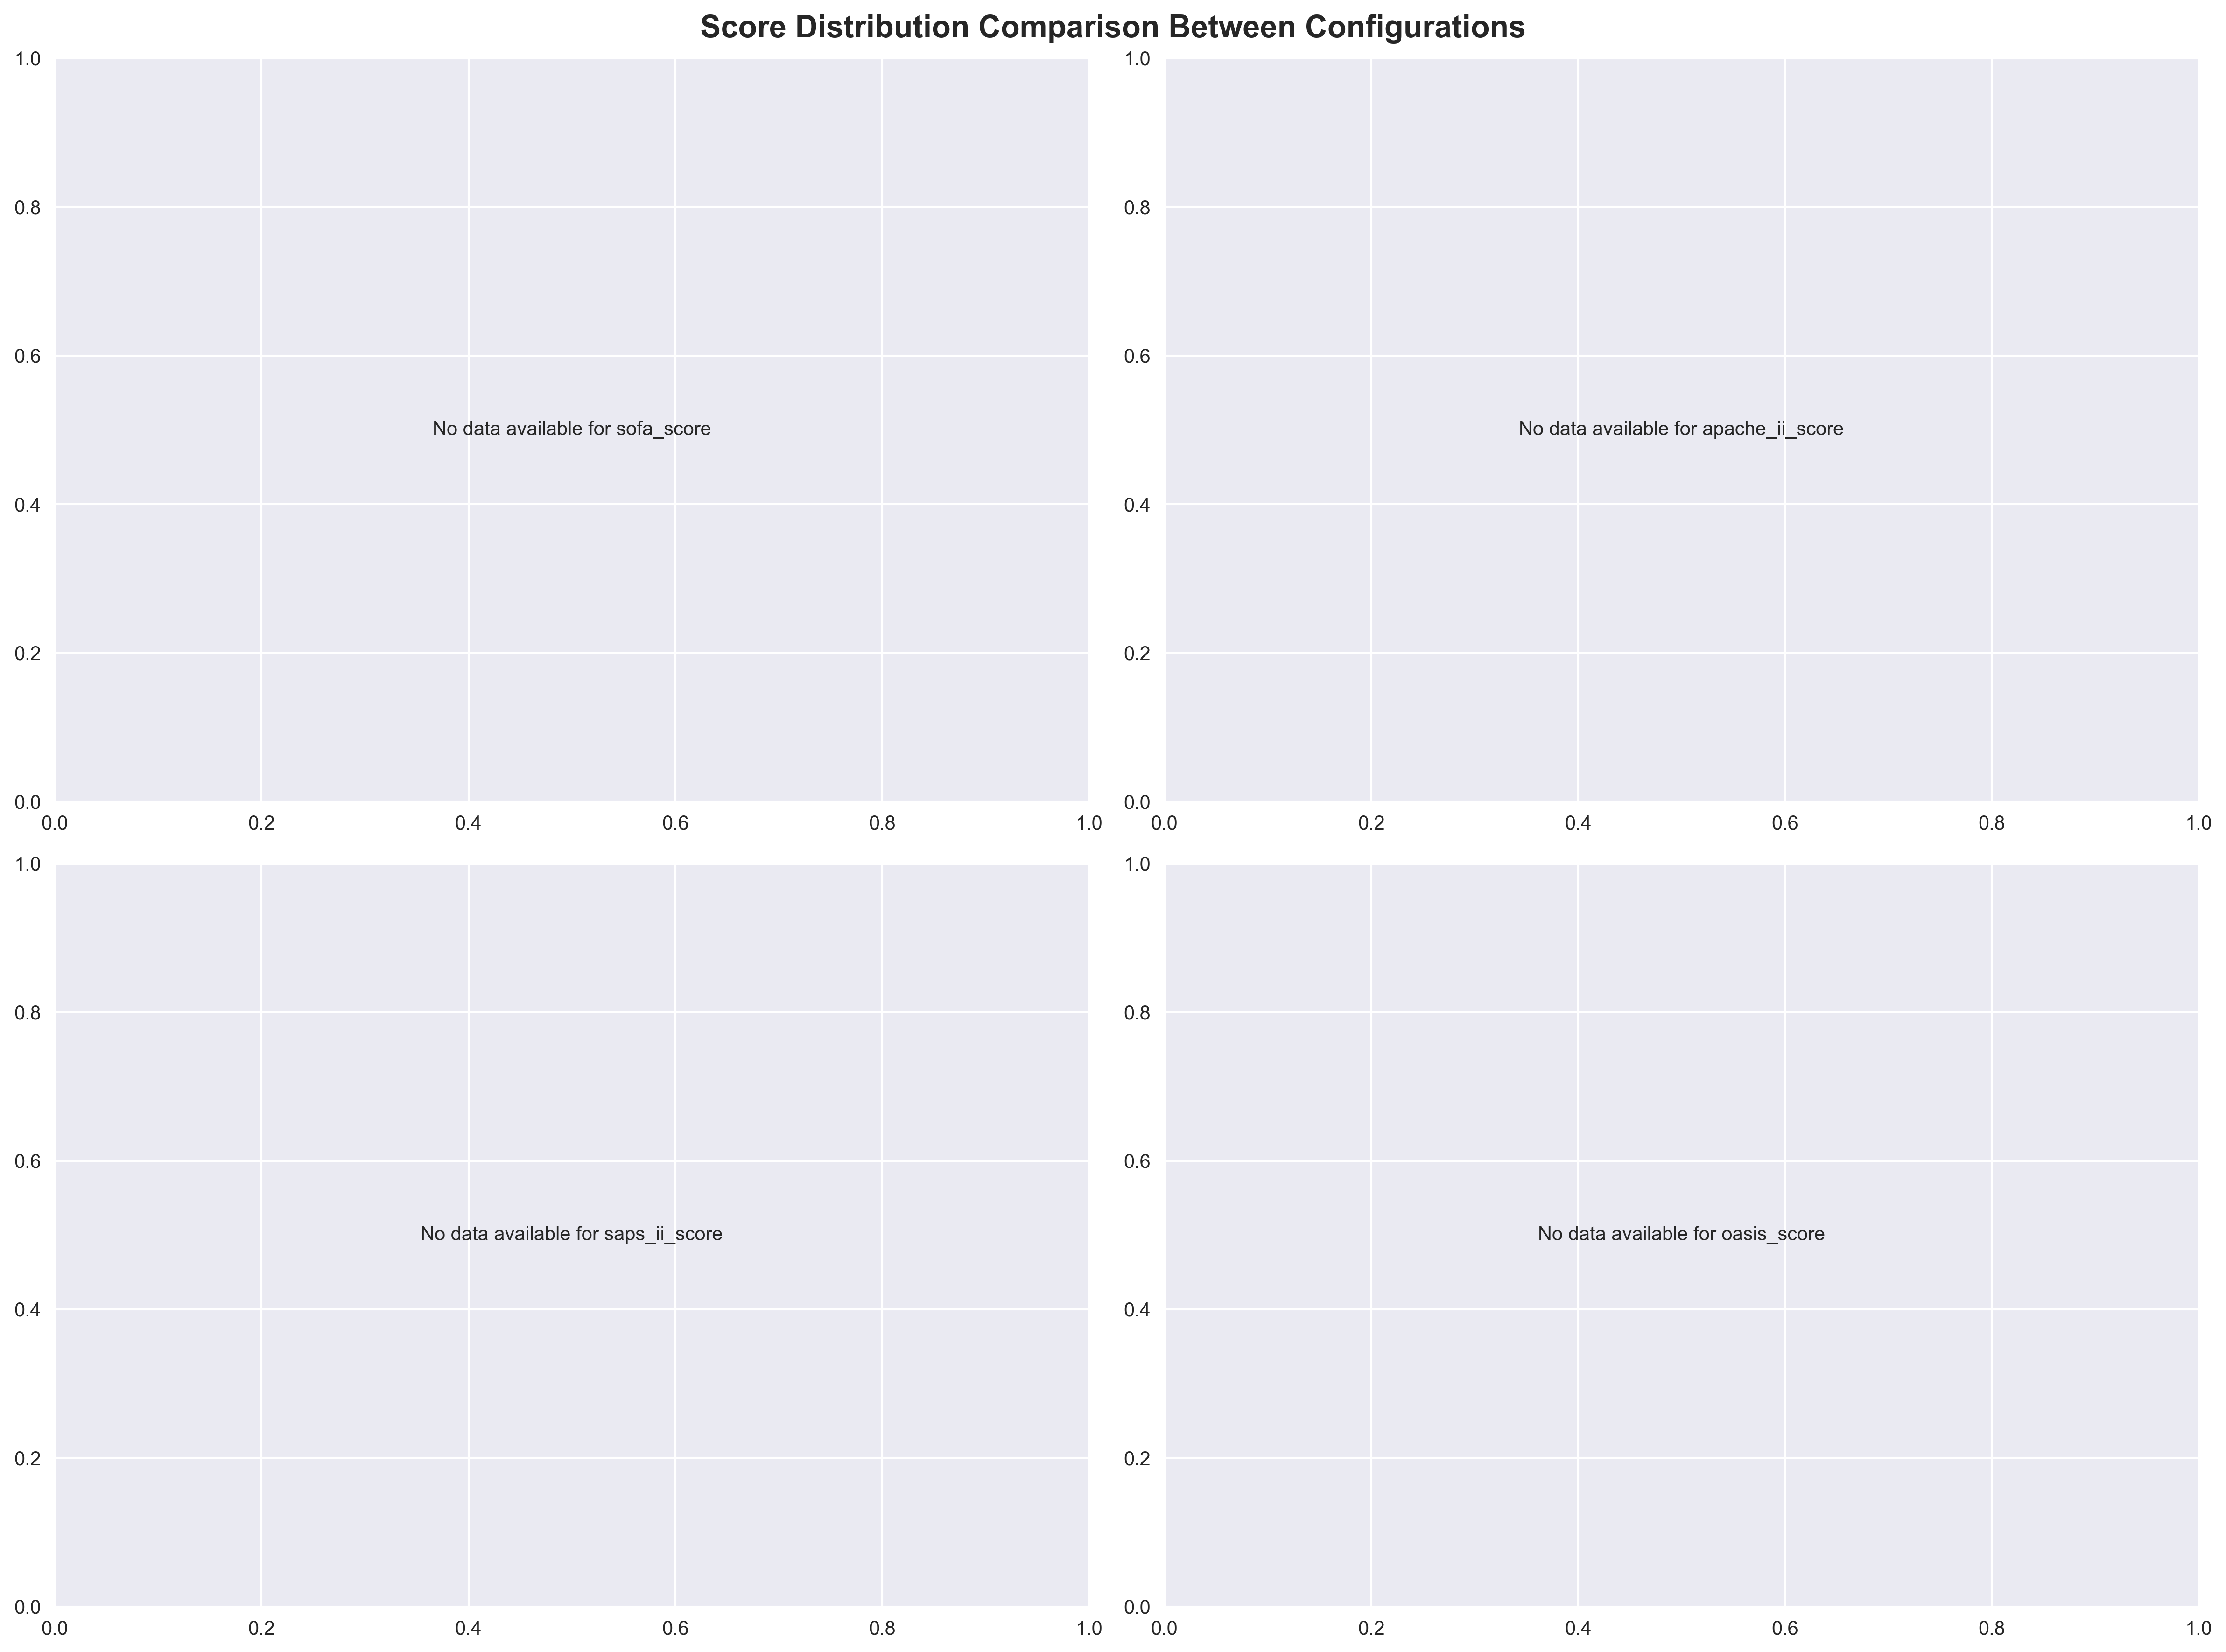 Score Distribution Comparison Between Configurations
1.0
0.8
0.6
0.4
0.2
0.0
No data available for sofa_score
0.0 0.2 0.4 0.6 0.8 1.0
1.0
0.8
0.6
0.4
0.2
0.0
No data available for apache_ii_score
0.0 0.2 0.4 0.6 0.8 1.0
1.0
0.8
0.6
0.4
0.2
0.0
No data available for saps_ii_score
0.0 0.2 0.4 0.6 0.8 1.0
1.0
0.8
0.6
0.4
0.2
0.0
No data available for oasis_score
0.0 0.2 0.4 0.6 0.8 1.0